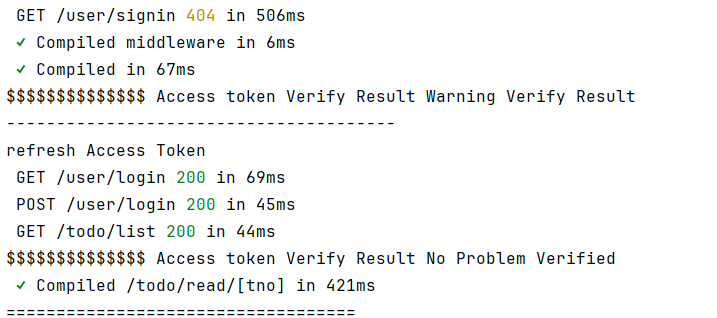 GET /user/signin 404 in 506ms
✓ Compiled middleware in 6ms
✓ Compiled in 67ms
$$$$$$$$$$$$$$ Access token Verify Result Warning Verify Result
---------------------------------------
refresh Access Token
GET /user/login 200 in 69ms
POST /user/login 200 in 45ms
GET /todo/list 200 in 44ms
$$$$$$$$$$$$$$ Access token Verify Result No Problem Verified
✓ Compiled /todo/read/[tno] in 421ms
===================================